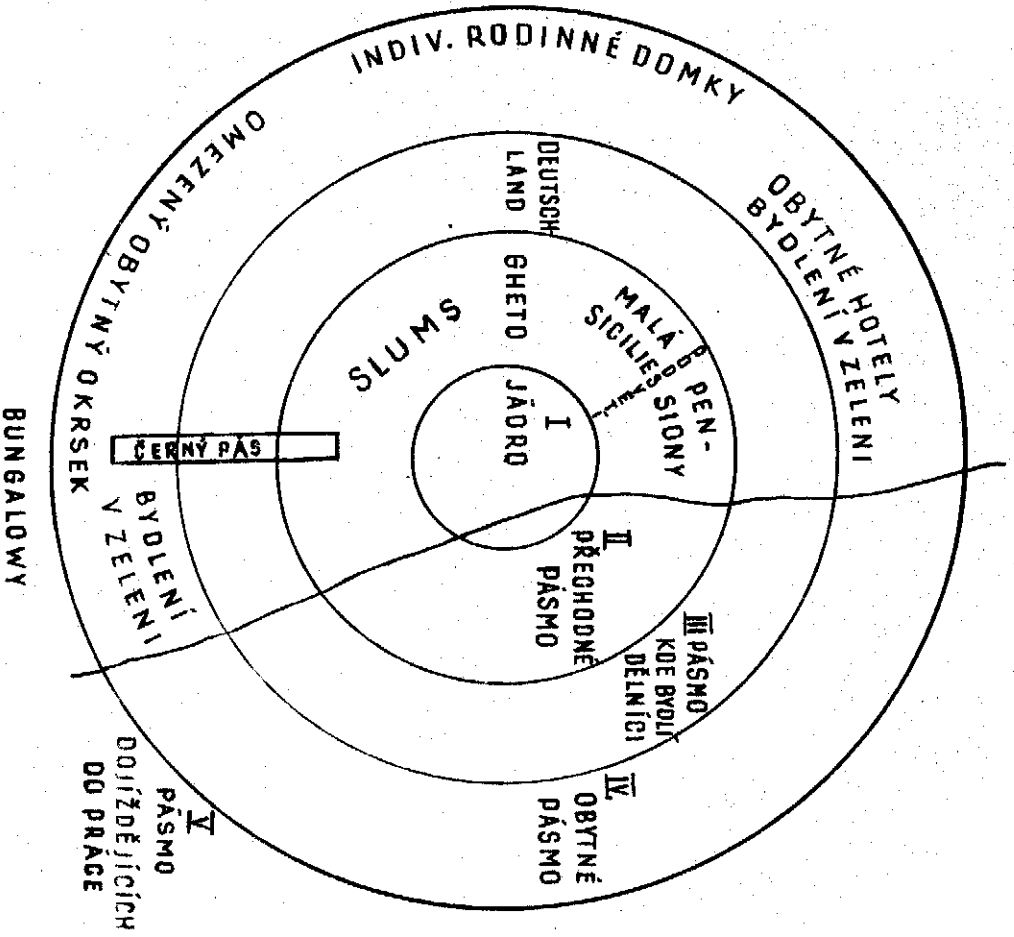 OBYTNÉ HOTELY
BYDLENÍ V ZELENI
MALÁ
SICILIE
PODSVĚTÍ
PEN-
SIONY
INDIV. RODINNÉ DOMKY
DEUTSCH-
LAND
GHETO
I
JÁDRO
SLUMS
II
PŘECHODNÉ
PÁSMO
III PÁSMO
KDE BYDLÍ
DĚLNÍCI
IV
OBYTNÉ
PÁSMO
V
PÁSMO
DOJÍŽDĚJÍCÍCH
DO PRÁCE
ČERNÝ PÁS
BYDLENÍ
V ZELENI
OMEZENÝ OBYTNÝ OKRSEK
BUNGALOWY